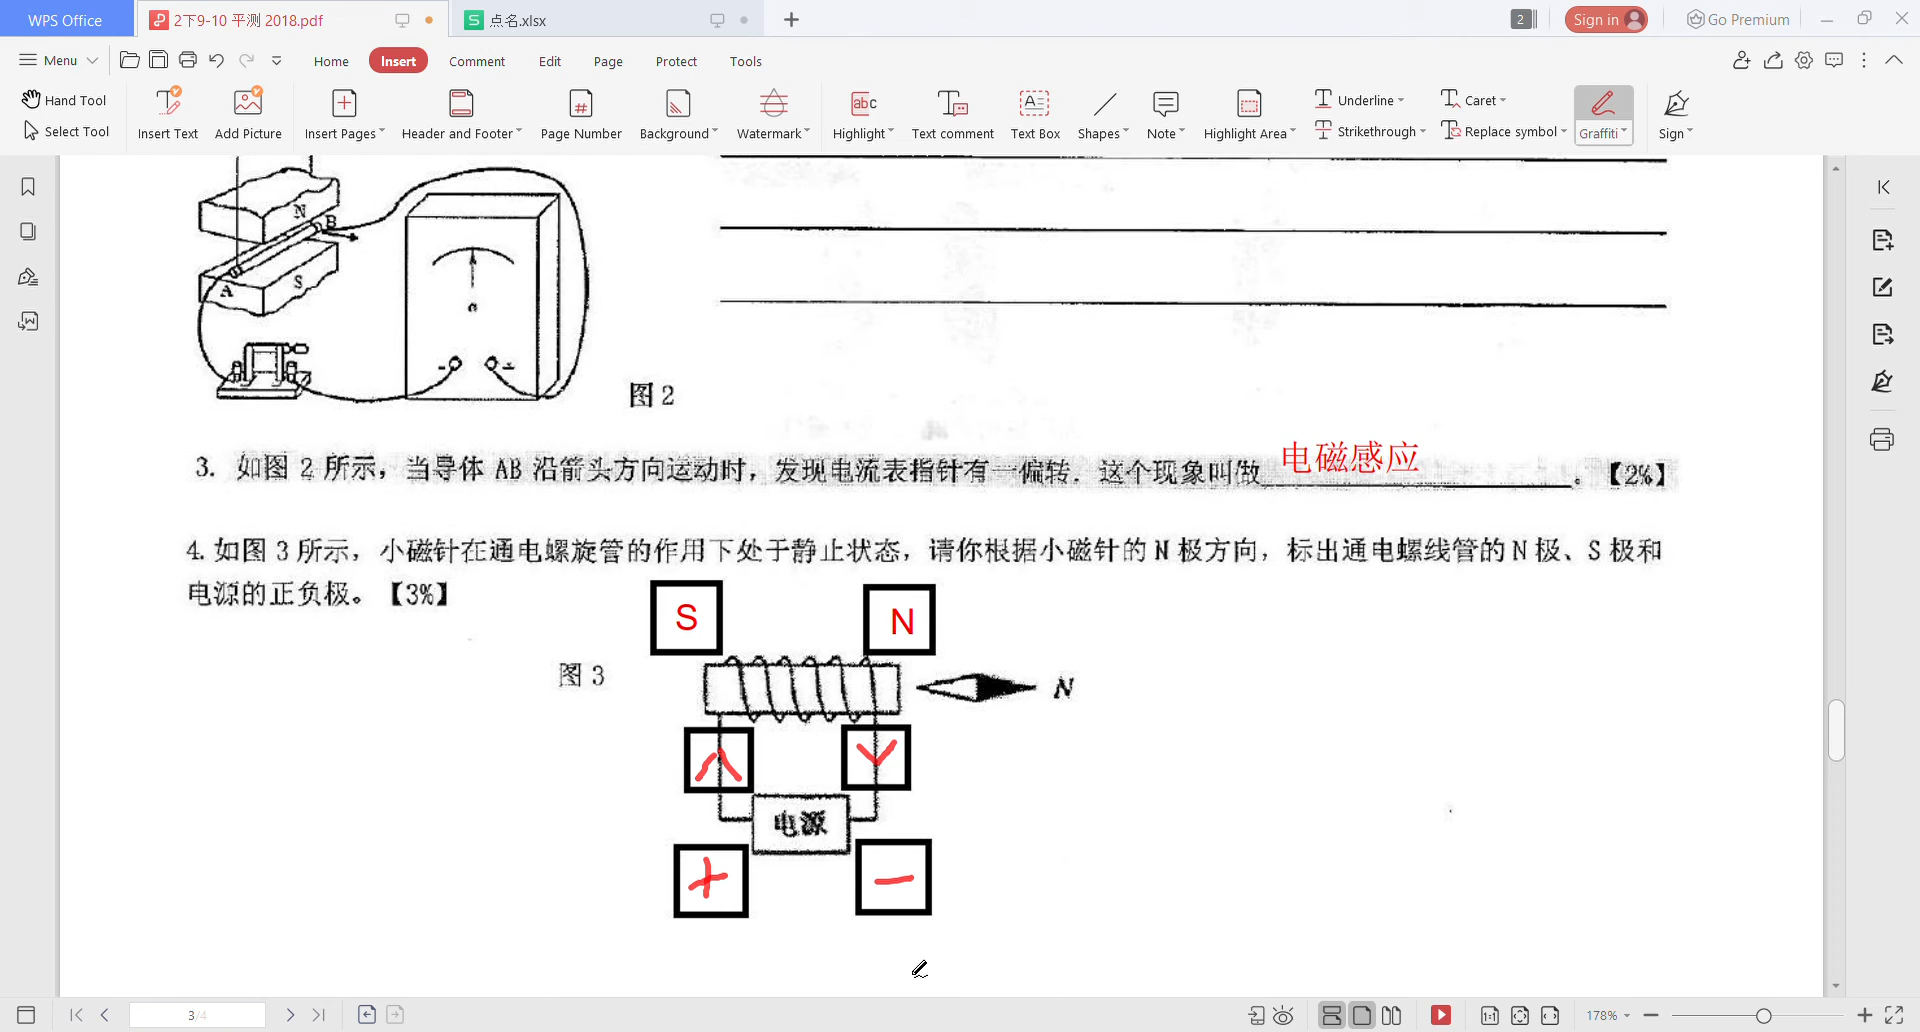 WPS Office
2下9-10 平测 2018.pdf
点名.xlsx
2
Sign in
Go Premium
Menu
Home
Insert
Comment
Edit
Page
Protect
Tools
Hand Tool
Select Tool
Insert Text
Add Picture
Insert Pages
Header and Footer
Page Number
Background
Watermark
Highlight
Text comment
Text Box
Shapes
Note
Highlight Area
Underline
Strikethrough
Caret
Replace symbol
Graffiti
Sign
N
B
A
S
G
- +
图2
3. 如图 2 所示，当导体 AB 沿箭头方向运动时，发现电流表指针有一偏转．这个现象叫做 电磁感应 。【2%】
4. 如图 3 所示，小磁针在通电螺旋管的作用下处于静止状态，请你根据小磁针的 N 极方向，标出通电螺线管的 N 极、S 极和
电源的正负极。【3%】
S
N
图 3
N
电源
+
−
3/4
1:1
178%